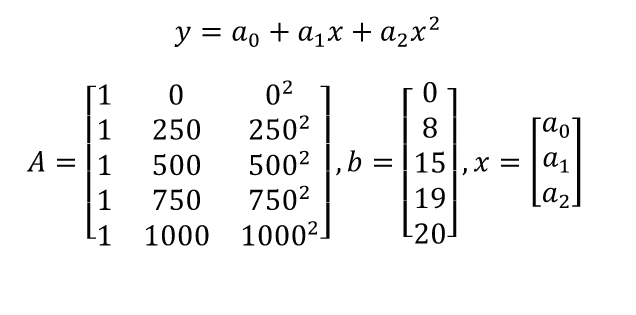 y = a₀ + a₁x + a₂x²
A = [1 0 0²
1 250 250²
1 500 500²
1 750 750²
1 1000 1000²], b = [0
8
15
19
20], x = [a₀
a₁
a₂]